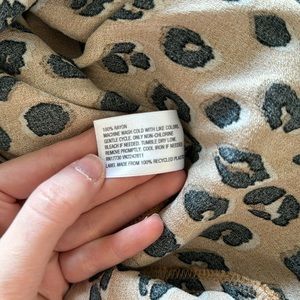 100% RAYON
MACHINE WASH COLD WITH LIKE COLORS,
GENTLE CYCLE. ONLY NON-CHLORINE
BLEACH IF NEEDED. TUMBLE DRY LOW.
REMOVE PROMPTLY. COOL IRON IF NEEDED
LABEL MADE FROM 100% RECYCLED PLASTIC